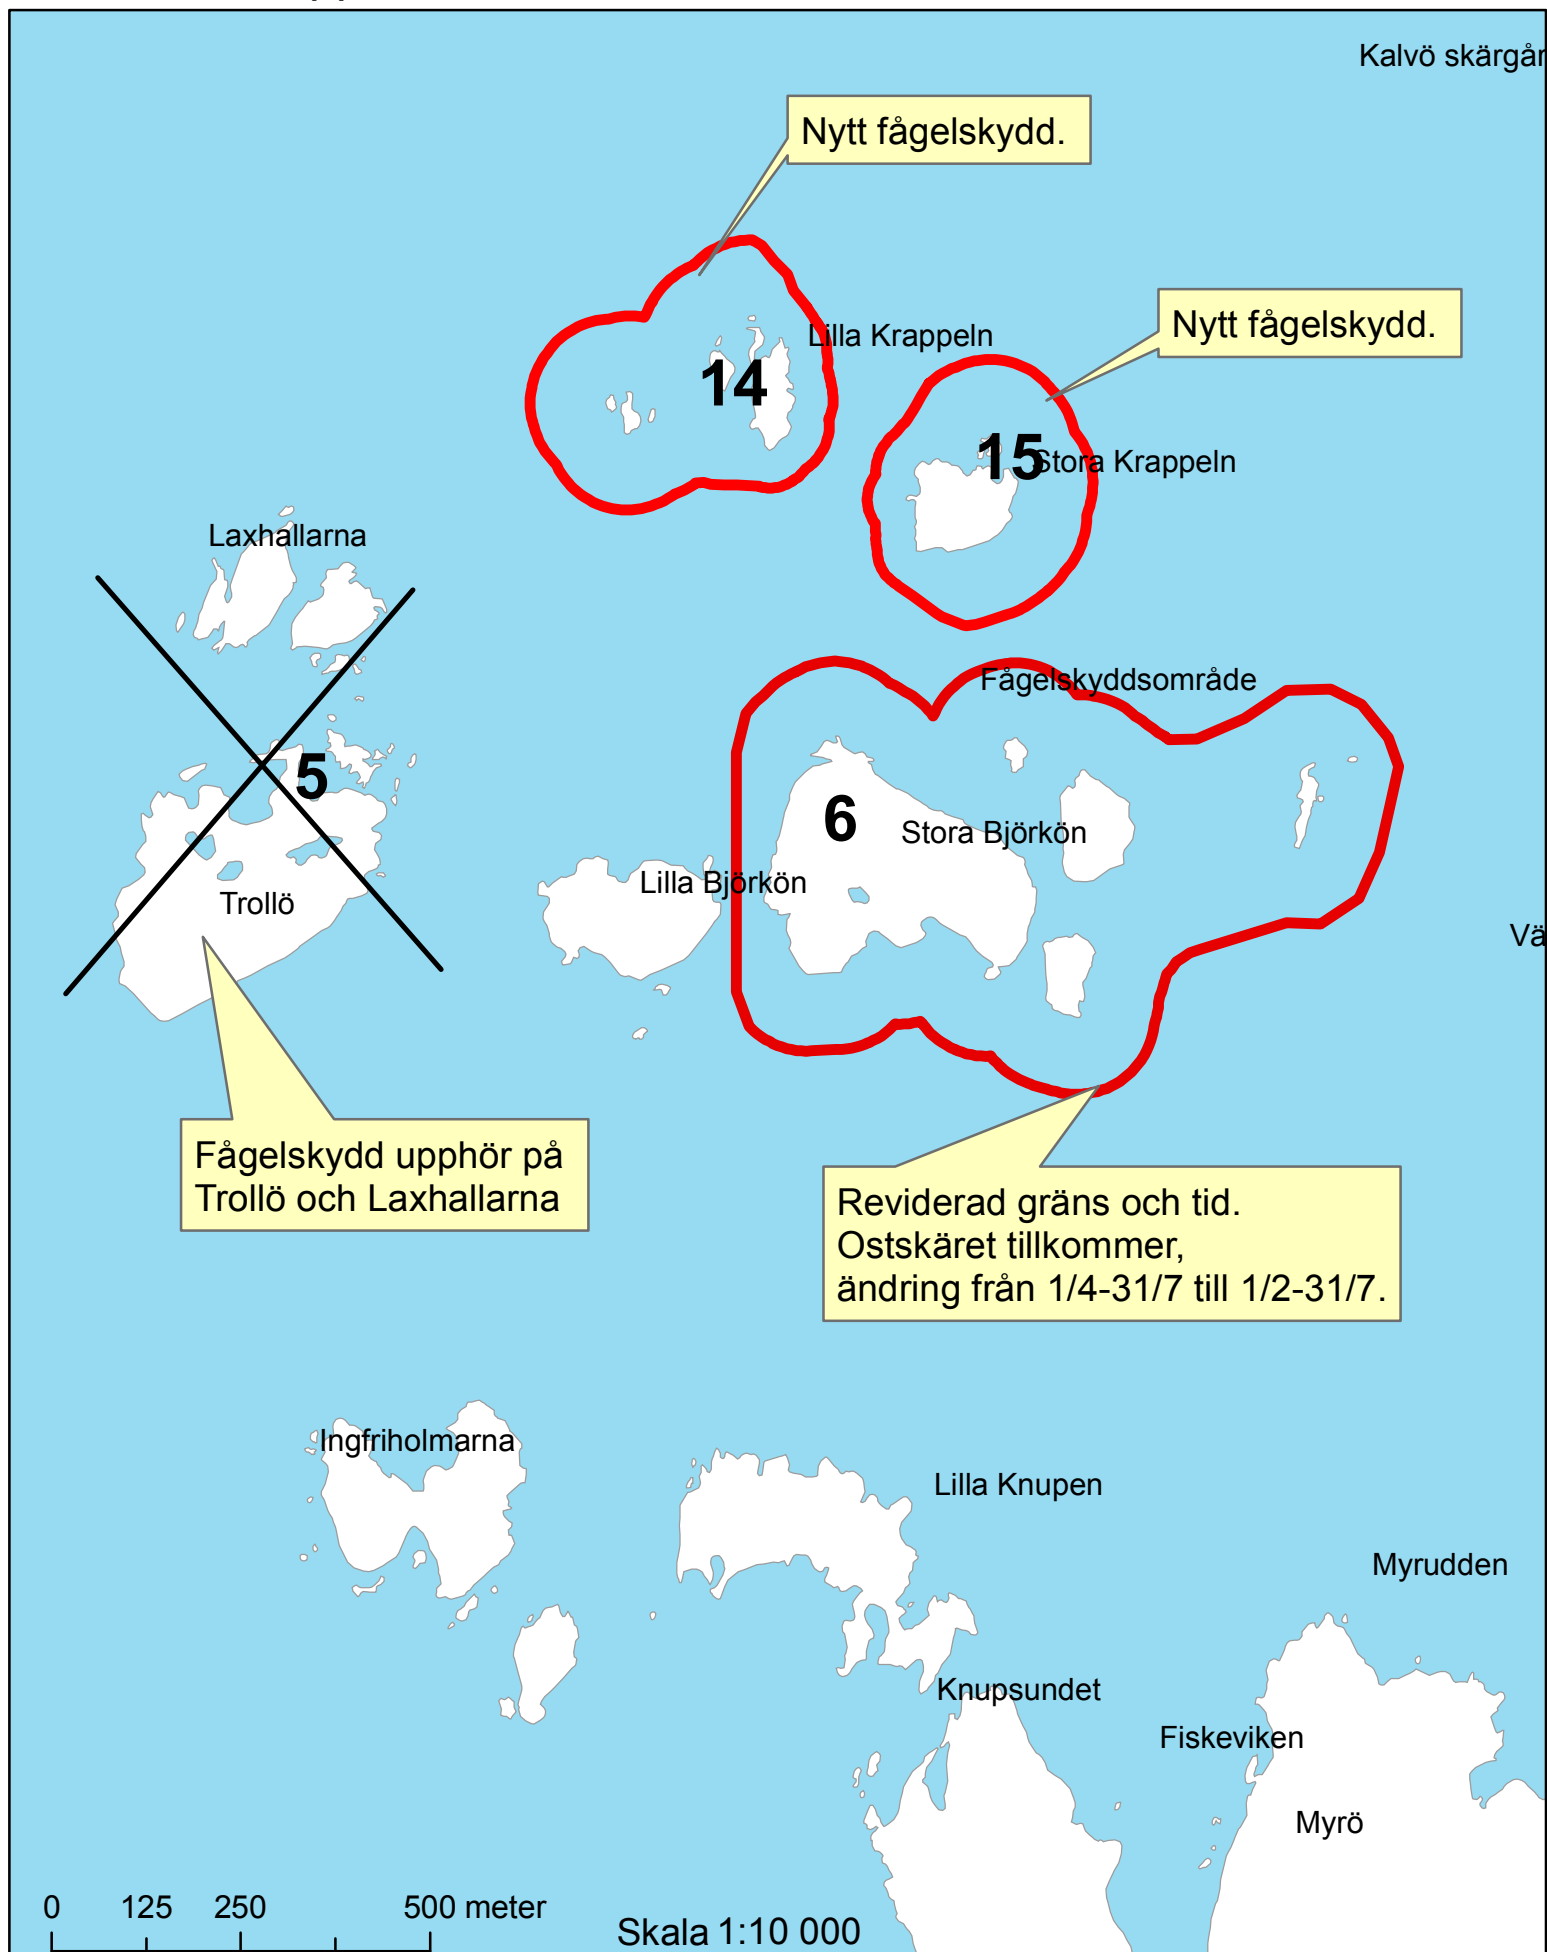 Kalvö skärgår
Nytt fågelskydd.
Nytt fågelskydd.
Lilla Krappeln
14
15
Stora Krappeln
Laxhallarna
Fågelskyddsområde
5
6
Stora Björkön
Lilla Björkön
Trollö
Vä
Fågelskydd upphör på
Trollö och Laxhallarna
Reviderad gräns och tid.
Ostskäret tillkommer,
ändring från 1/4-31/7 till 1/2-31/7.
Ingfriholmarna
Lilla Knupen
Myrudden
Knupsundet
Fiskeviken
Myrö
0 125 250 500 meter
Skala 1:10 000